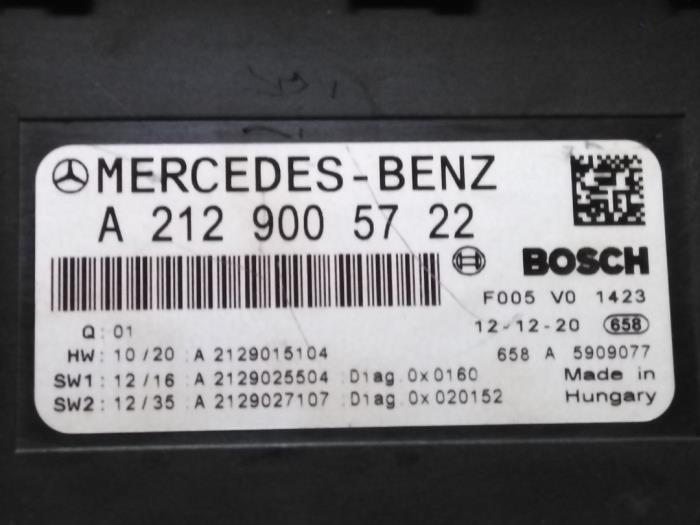 MERCEDES-BENZ
A 212 900 57 22
BOSCH
F005 V0 1423
Q: 01
12-12-20 658
HW: 10/20 A 2129015104
658 A 5909077
SW1: 12/16 A 2129025504 Diag.0x0160
Made in
SW2: 12/35 A 2129027107 Diag.0x020152
Hungary